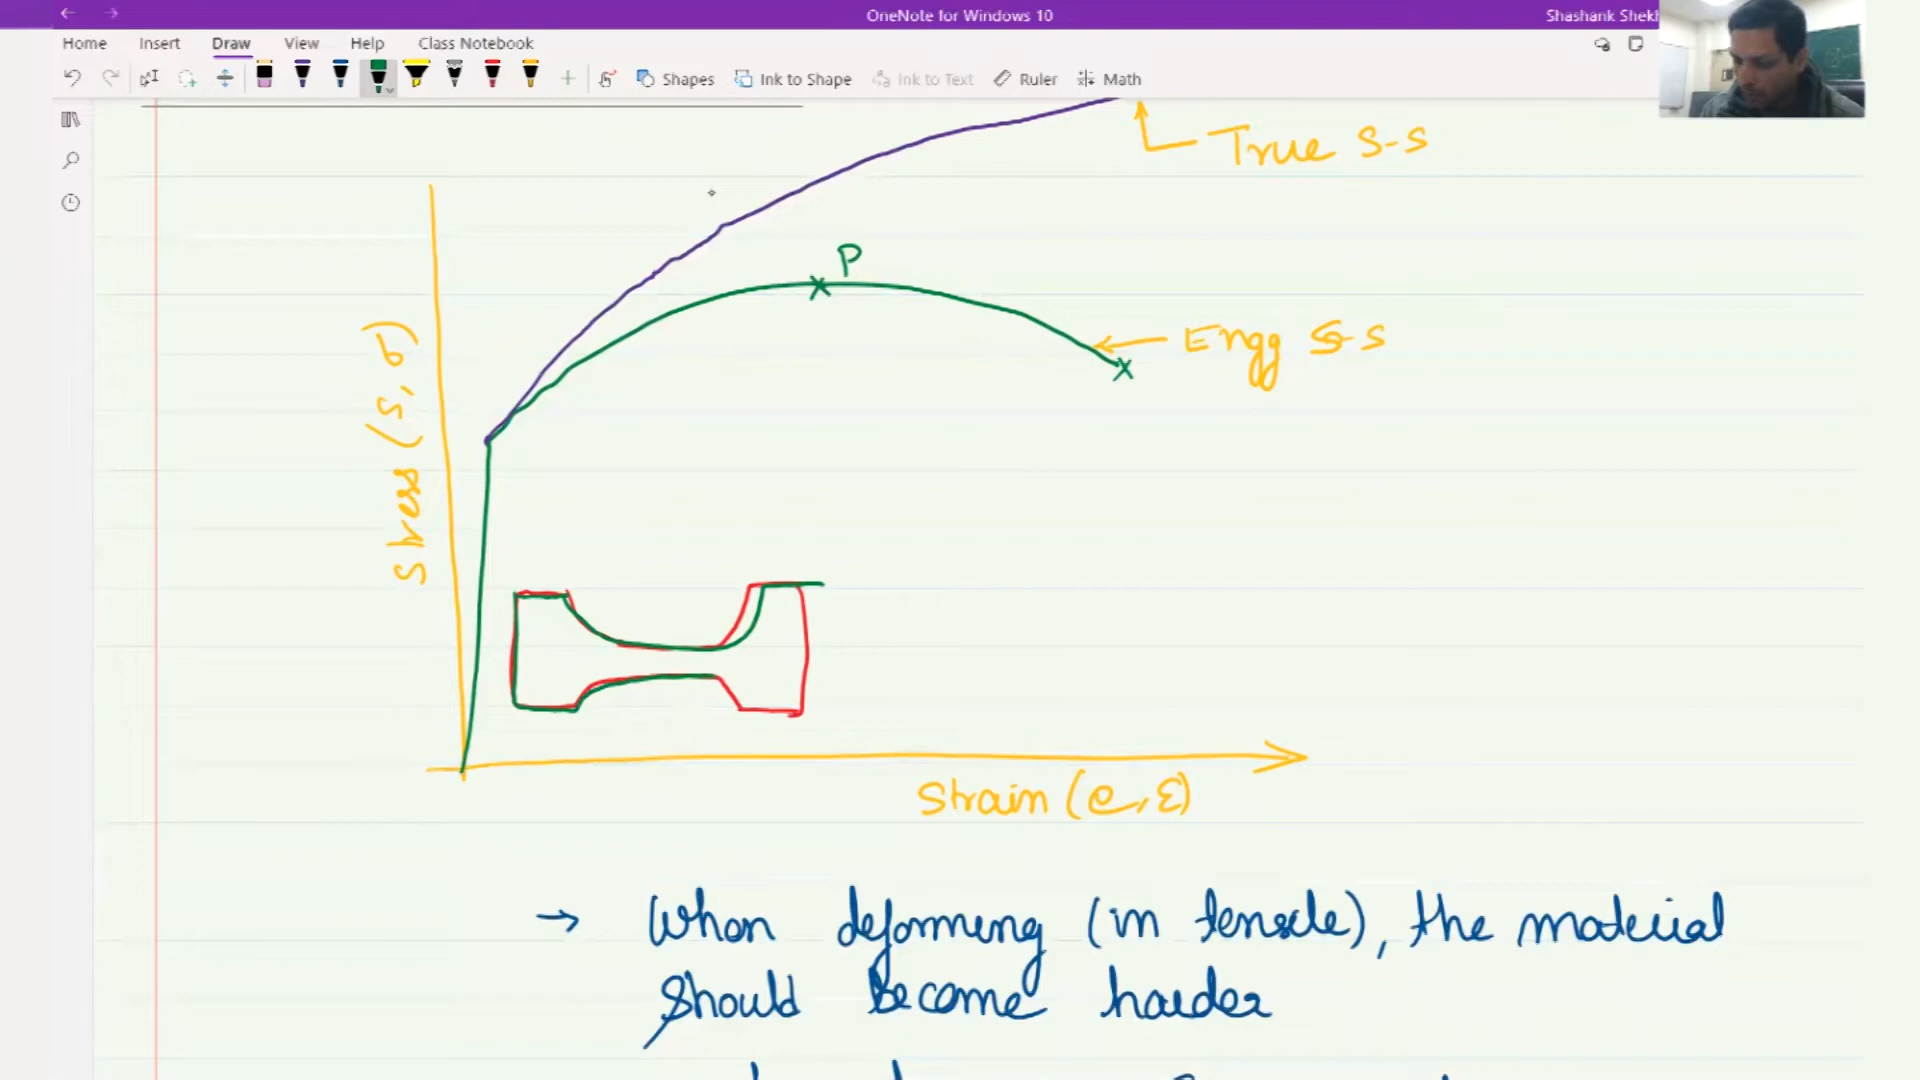 OneNote for Windows 10
Shashank Shekh
Home Insert Draw View Help Class Notebook
Shapes Ink to Shape Ink to Text Ruler Math
True S-S
P
Engg S-S
Stress (s, σ)
Strain (e, ε)
→ When deforming (in tensile), the material
should become harder